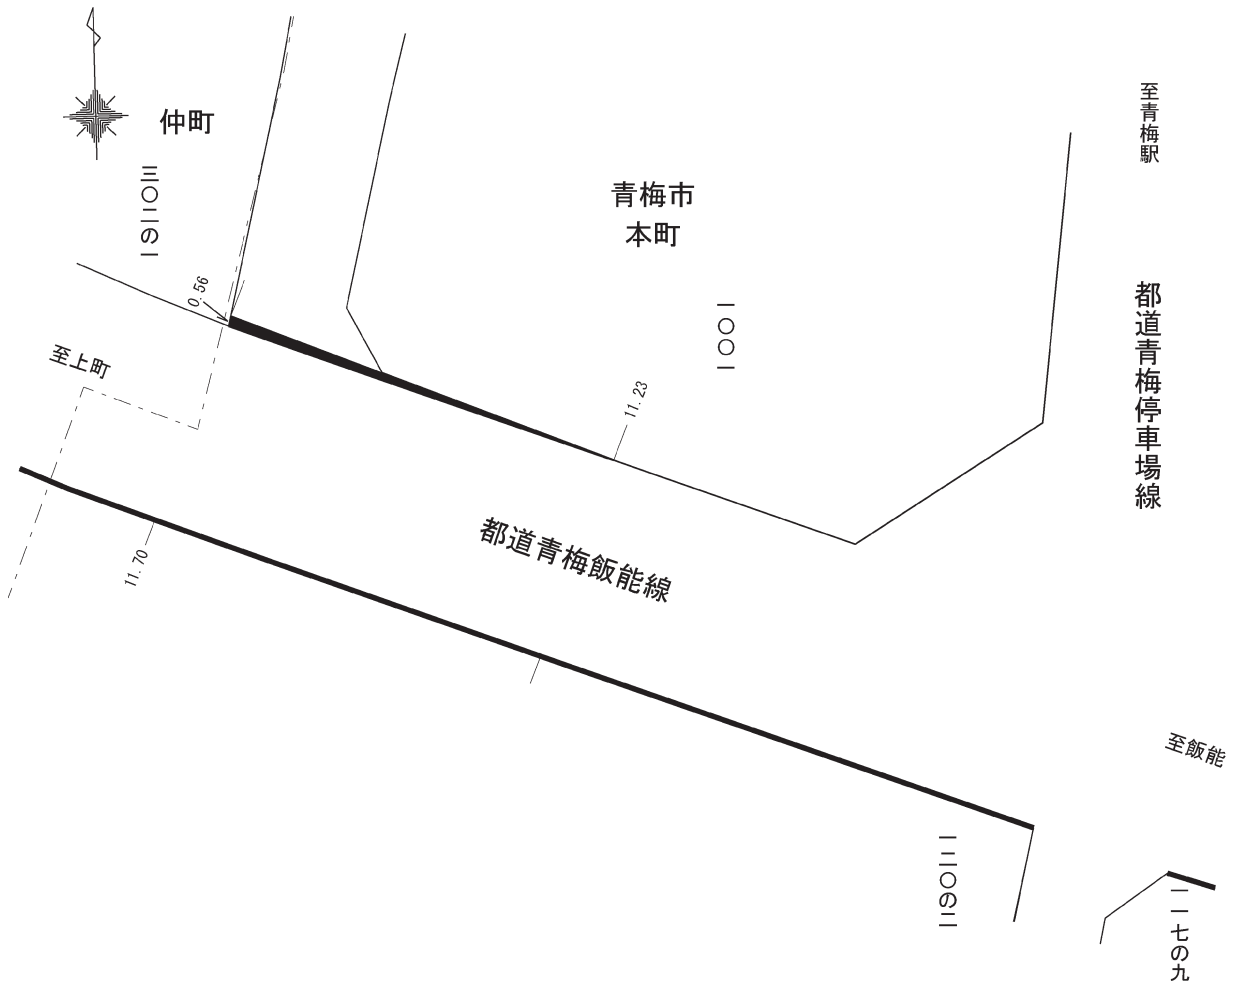 仲町
三〇二の一
青梅市
本町
一〇〇一
至青梅駅
都道青梅停車場線
0.56
至上町
11.23
11.70
都道青梅飯能線
至飯能
一二〇の二
一一七の九